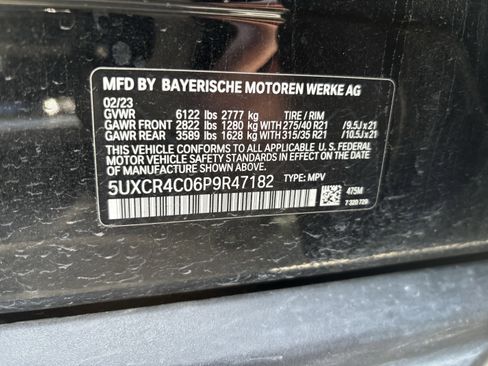 MFD BY BAYERISCHE MOTOREN WERKE AG
02/23
GVWR 6122 lbs 2777 kg TIRE / RIM
GAWR FRONT 2822 lbs 1280 kg WITH 275/40 R21 /9.5Jx21
GAWR REAR 3589 lbs 1628 kg WITH 315/35 R21 /10.5Jx21
THIS VEHICLE CONFORMS TO ALL APPLICABLE U.S. FEDERAL
MOTOR VEHICLE SAFETY STANDARDS IN EFFECT ON THE DATE
OF MANUFACTURE SHOWN ABOVE.
5UXCR4C06P9R47182 TYPE: MPV
475M
7 320 729